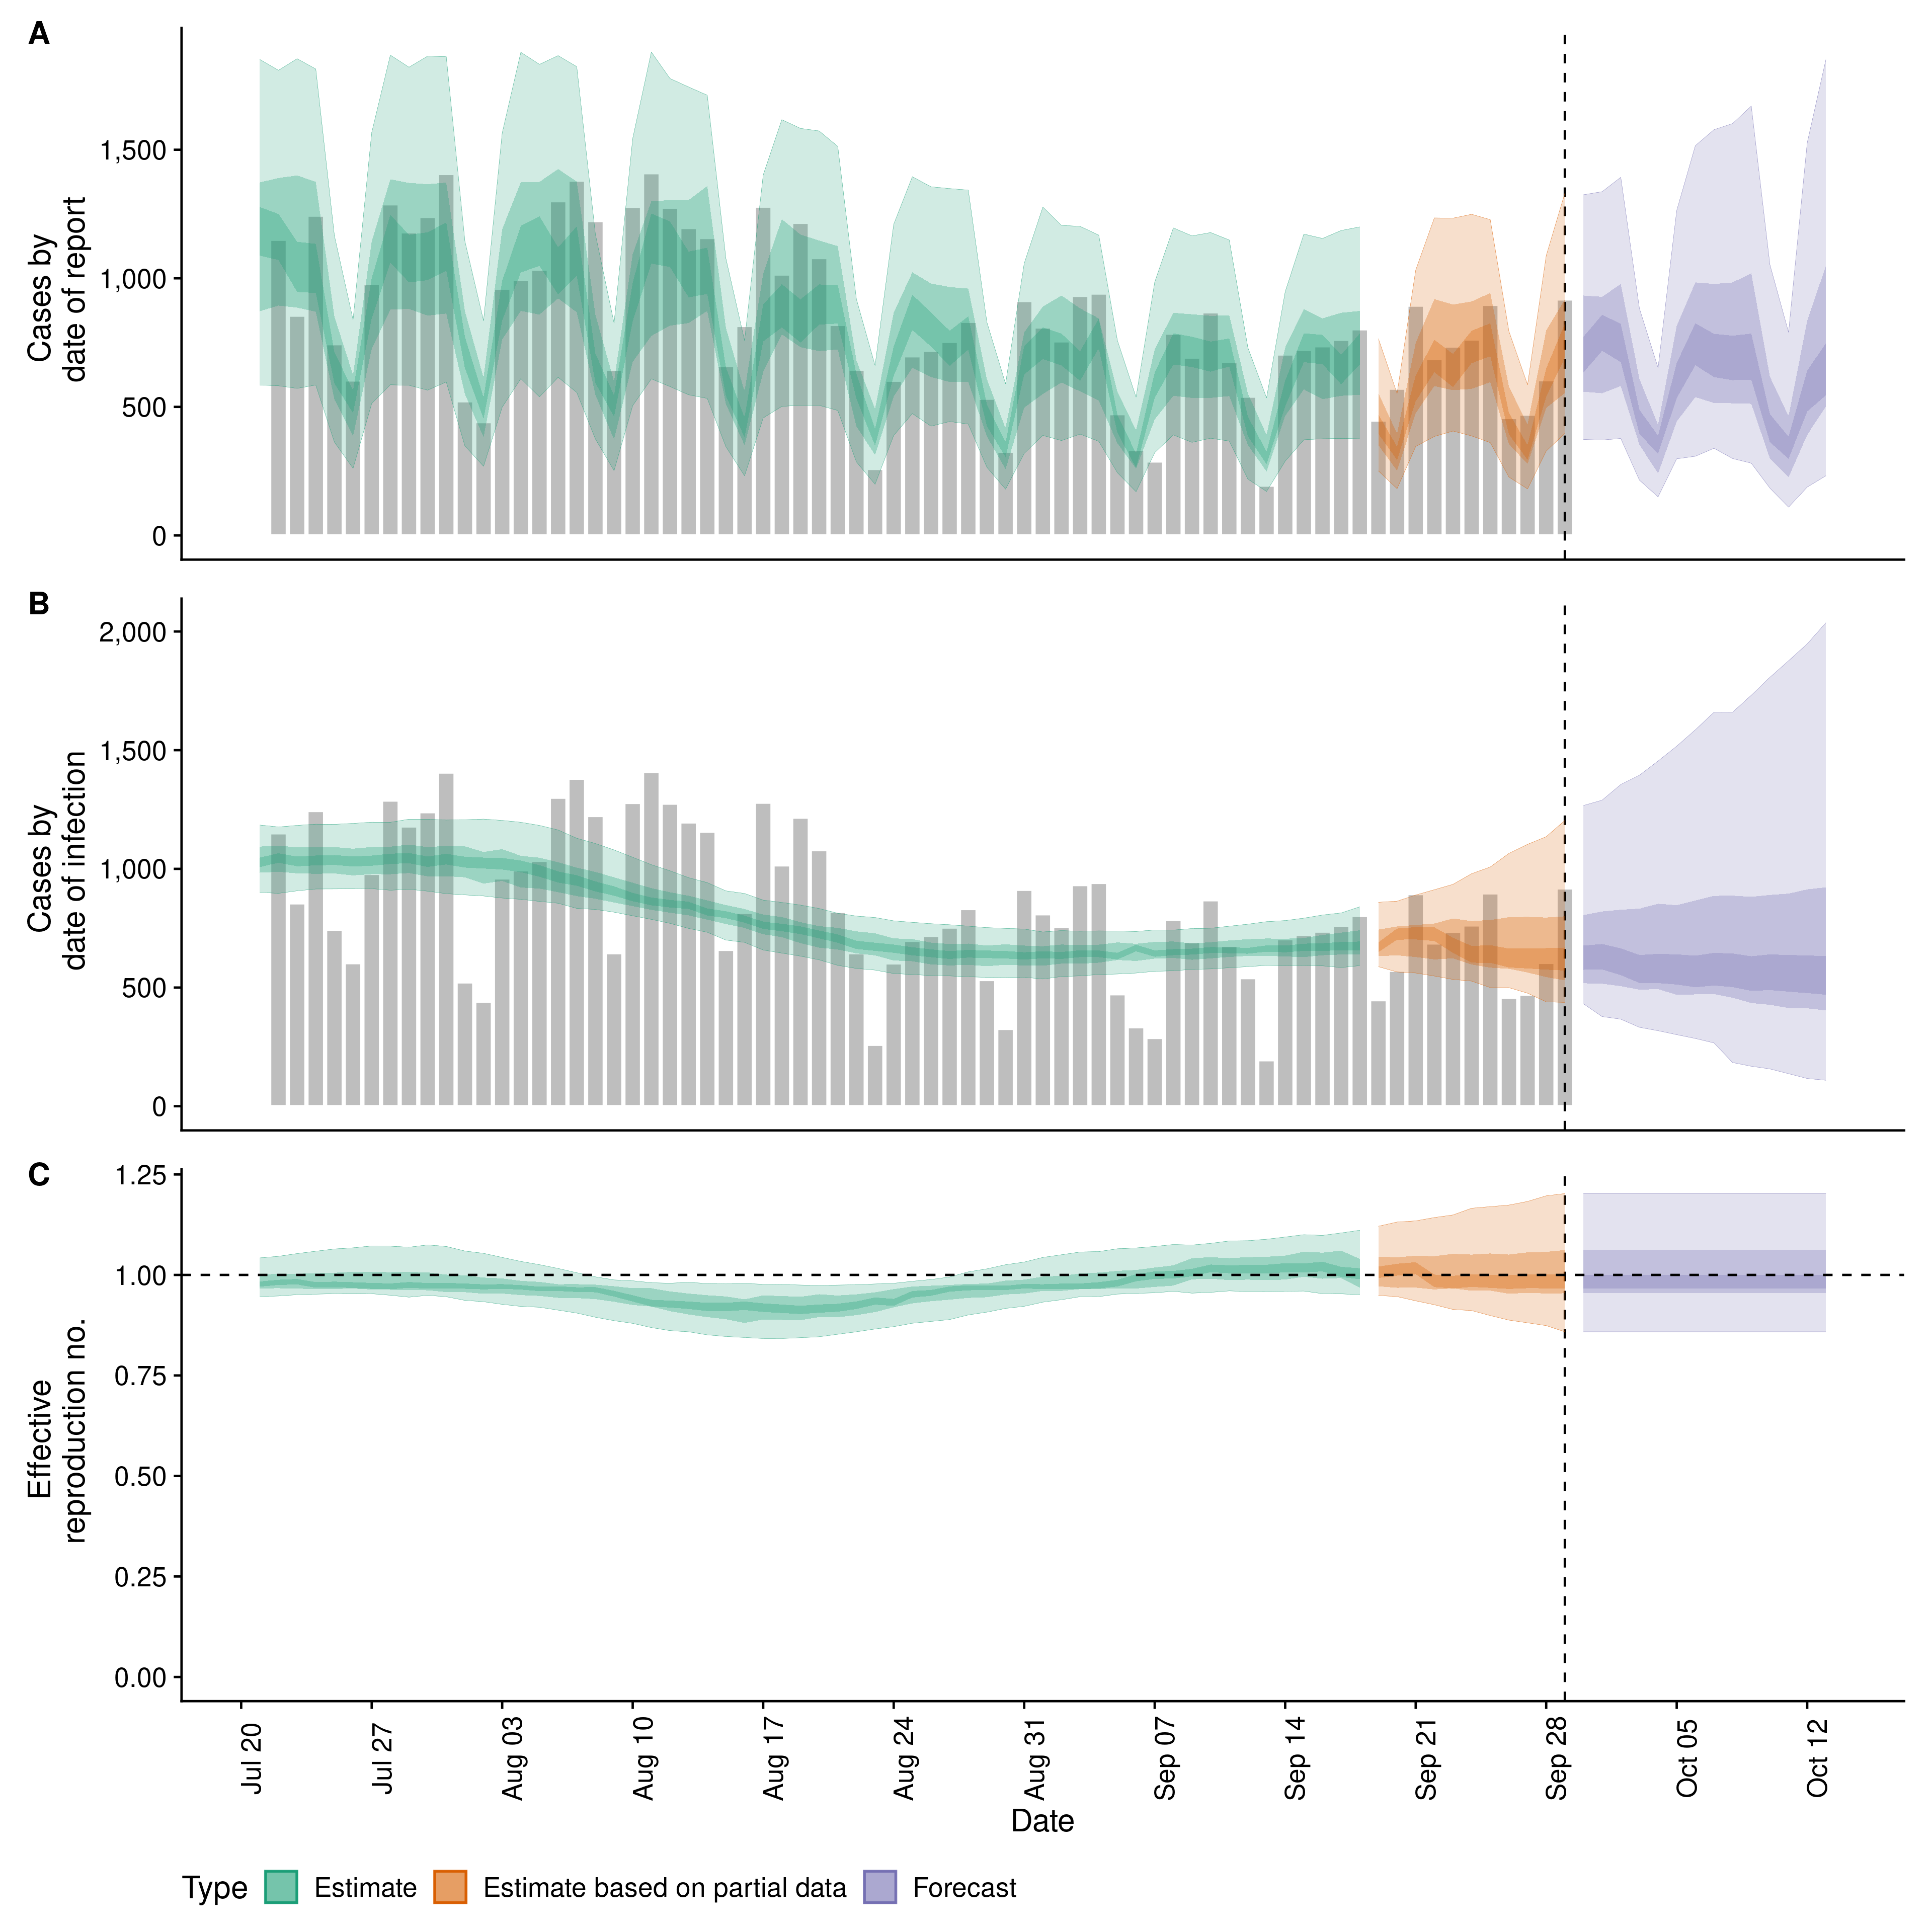 A
Cases by
date of report
1,500
1,000
500
0
B
Cases by
date of infection
2,000
1,500
1,000
500
0
C
Effective
reproduction no.
1.25
1.00
0.75
0.50
0.25
0.00
Jul 20
Jul 27
Aug 03
Aug 10
Aug 17
Aug 24
Aug 31
Sep 07
Sep 14
Sep 21
Sep 28
Oct 05
Oct 12
Date
Type Estimate Estimate based on partial data Forecast